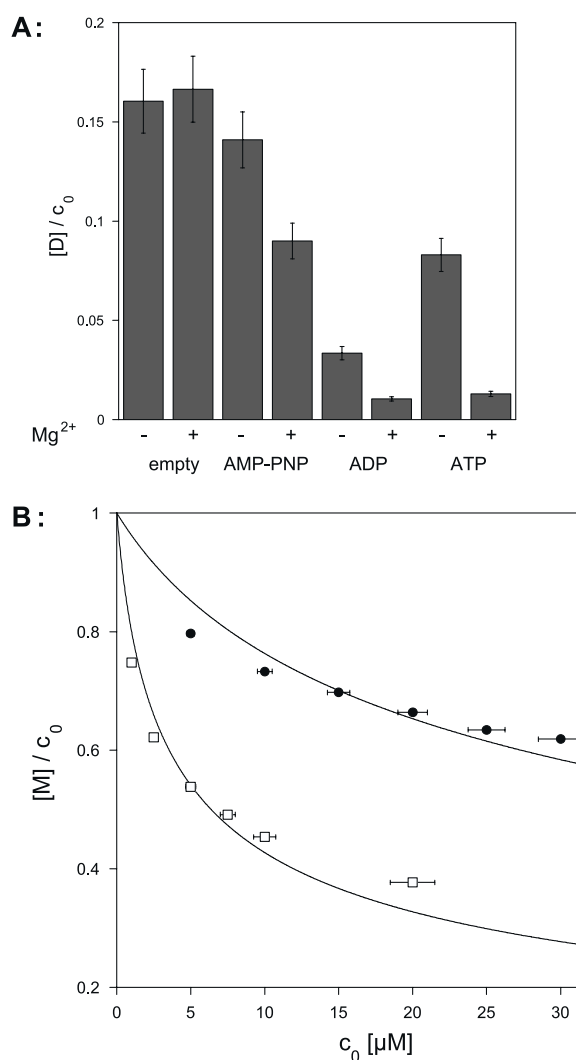 A:
0.2
0.15
0.1
0.05
0
[D] / c₀
Mg²⁺ - + - + - + - +
empty AMP-PNP ADP ATP
B:
1
0.8
0.6
0.4
0.2
[M] / c₀
0 5 10 15 20 25 30
c₀ [µM]